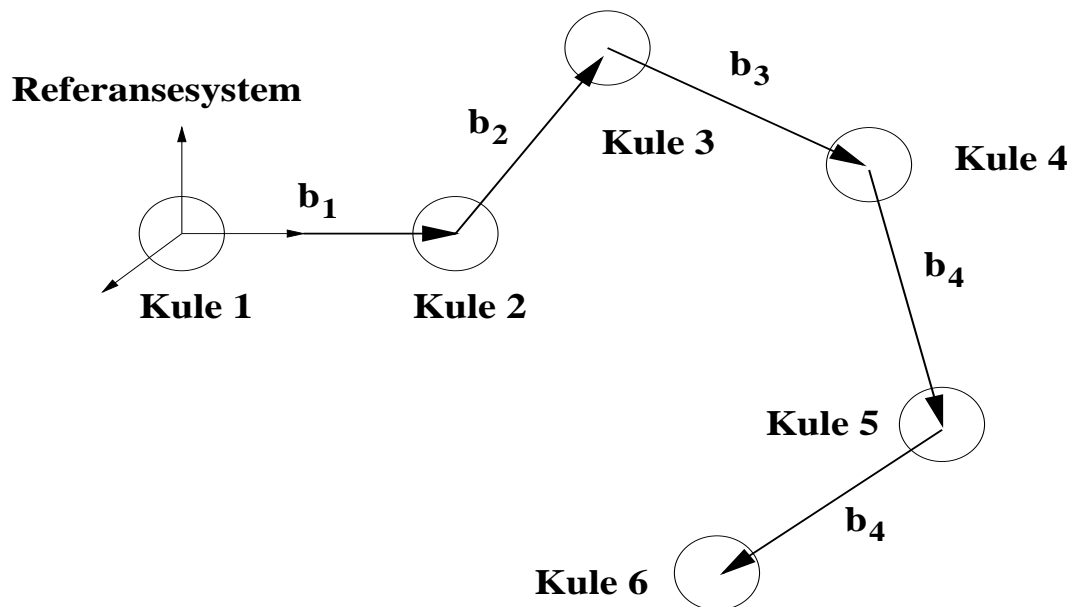 Referansesystem
b1
b2
b3
b4
b4
Kule 1
Kule 2
Kule 3
Kule 4
Kule 5
Kule 6